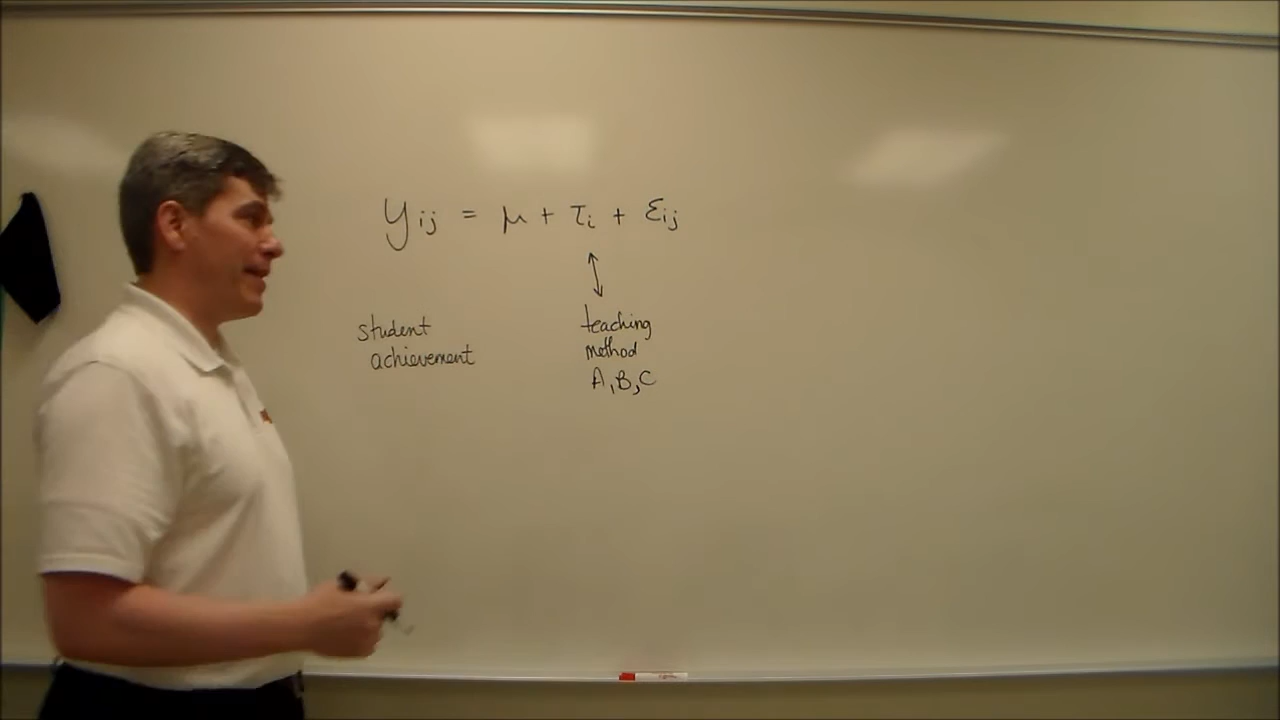 yij = μ + τi + εij
student
achievement
teaching
method
A, B, C